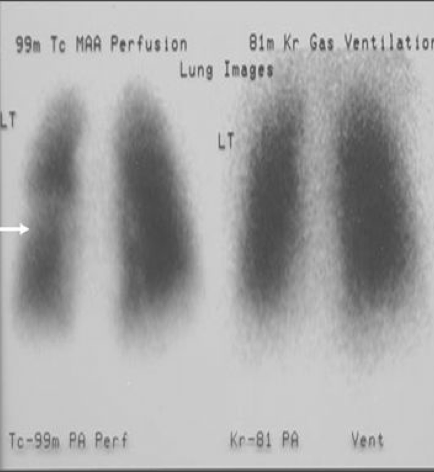 99m Tc MAA Perfusion
81m Kr Gas Ventilation
Lung Images
LT
LT
Tc-99m PA Perf
Kr-81 PA Vent